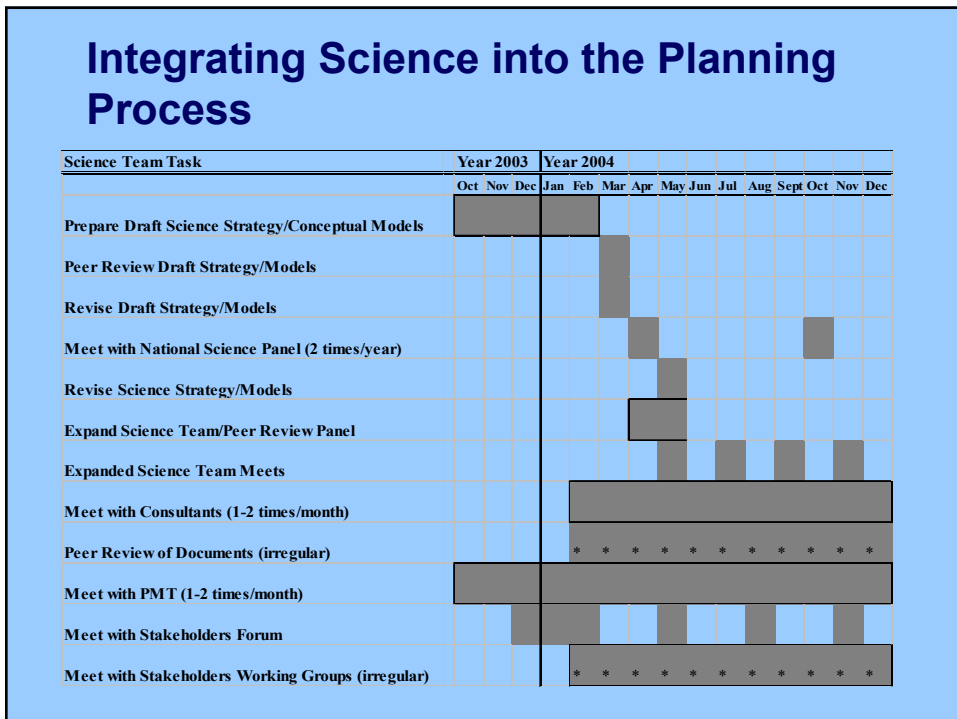 Integrating Science into the Planning
Process
Science Team Task Year 2003 Year 2004
Oct Nov Dec Jan Feb Mar Apr May Jun Jul Aug Sept Oct Nov Dec
Prepare Draft Science Strategy/Conceptual Models
Peer Review Draft Strategy/Models
Revise Draft Strategy/Models
Meet with National Science Panel (2 times/year)
Revise Science Strategy/Models
Expand Science Team/Peer Review Panel
Expanded Science Team Meets
Meet with Consultants (1-2 times/month)
Peer Review of Documents (irregular) * * * * * * * * * * *
Meet with PMT (1-2 times/month)
Meet with Stakeholders Forum
Meet with Stakeholders Working Groups (irregular) * * * * * * * * * * *